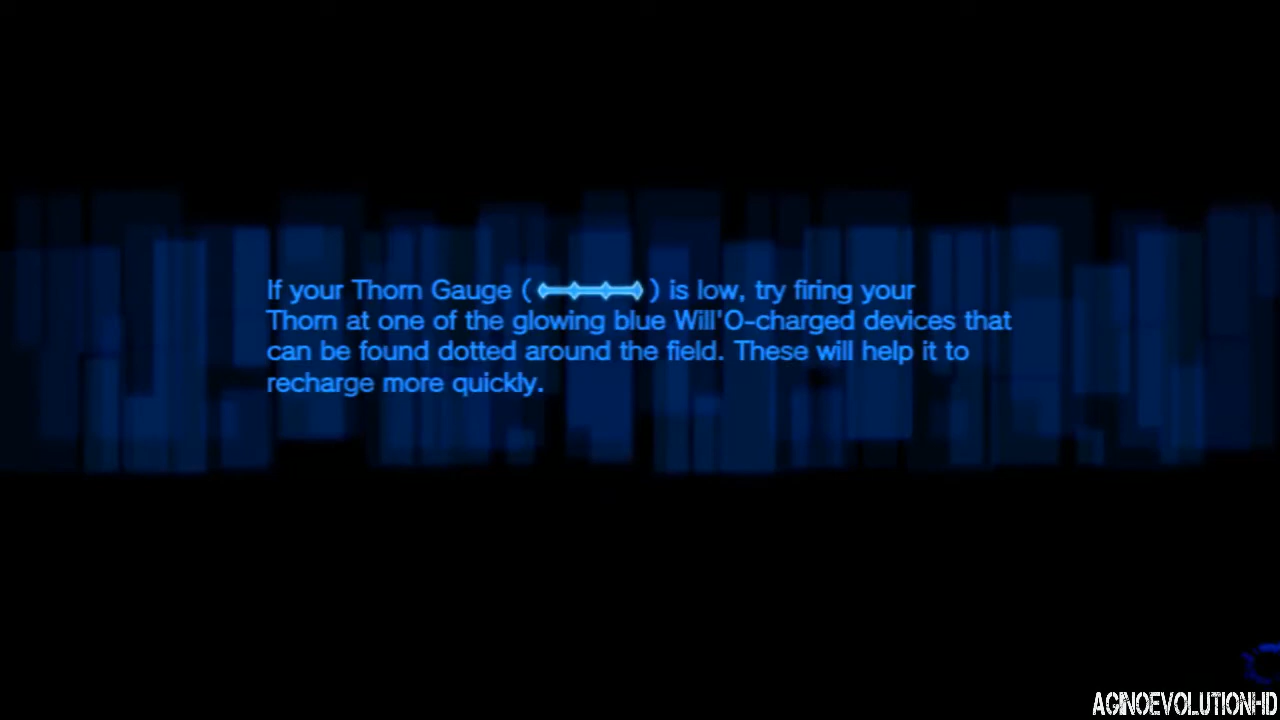 If your Thorn Gauge ( ) is low, try firing your
Thorn at one of the glowing blue Will'O-charged devices that
can be found dotted around the field. These will help it to
recharge more quickly.
AGINOEVOLUTIONHD